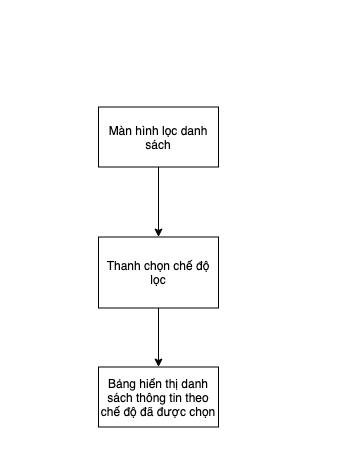 Màn hình lọc danh
sách
Thanh chọn chế độ
lọc
Bảng hiển thị danh
sách thông tin theo
chế độ đã được chọn